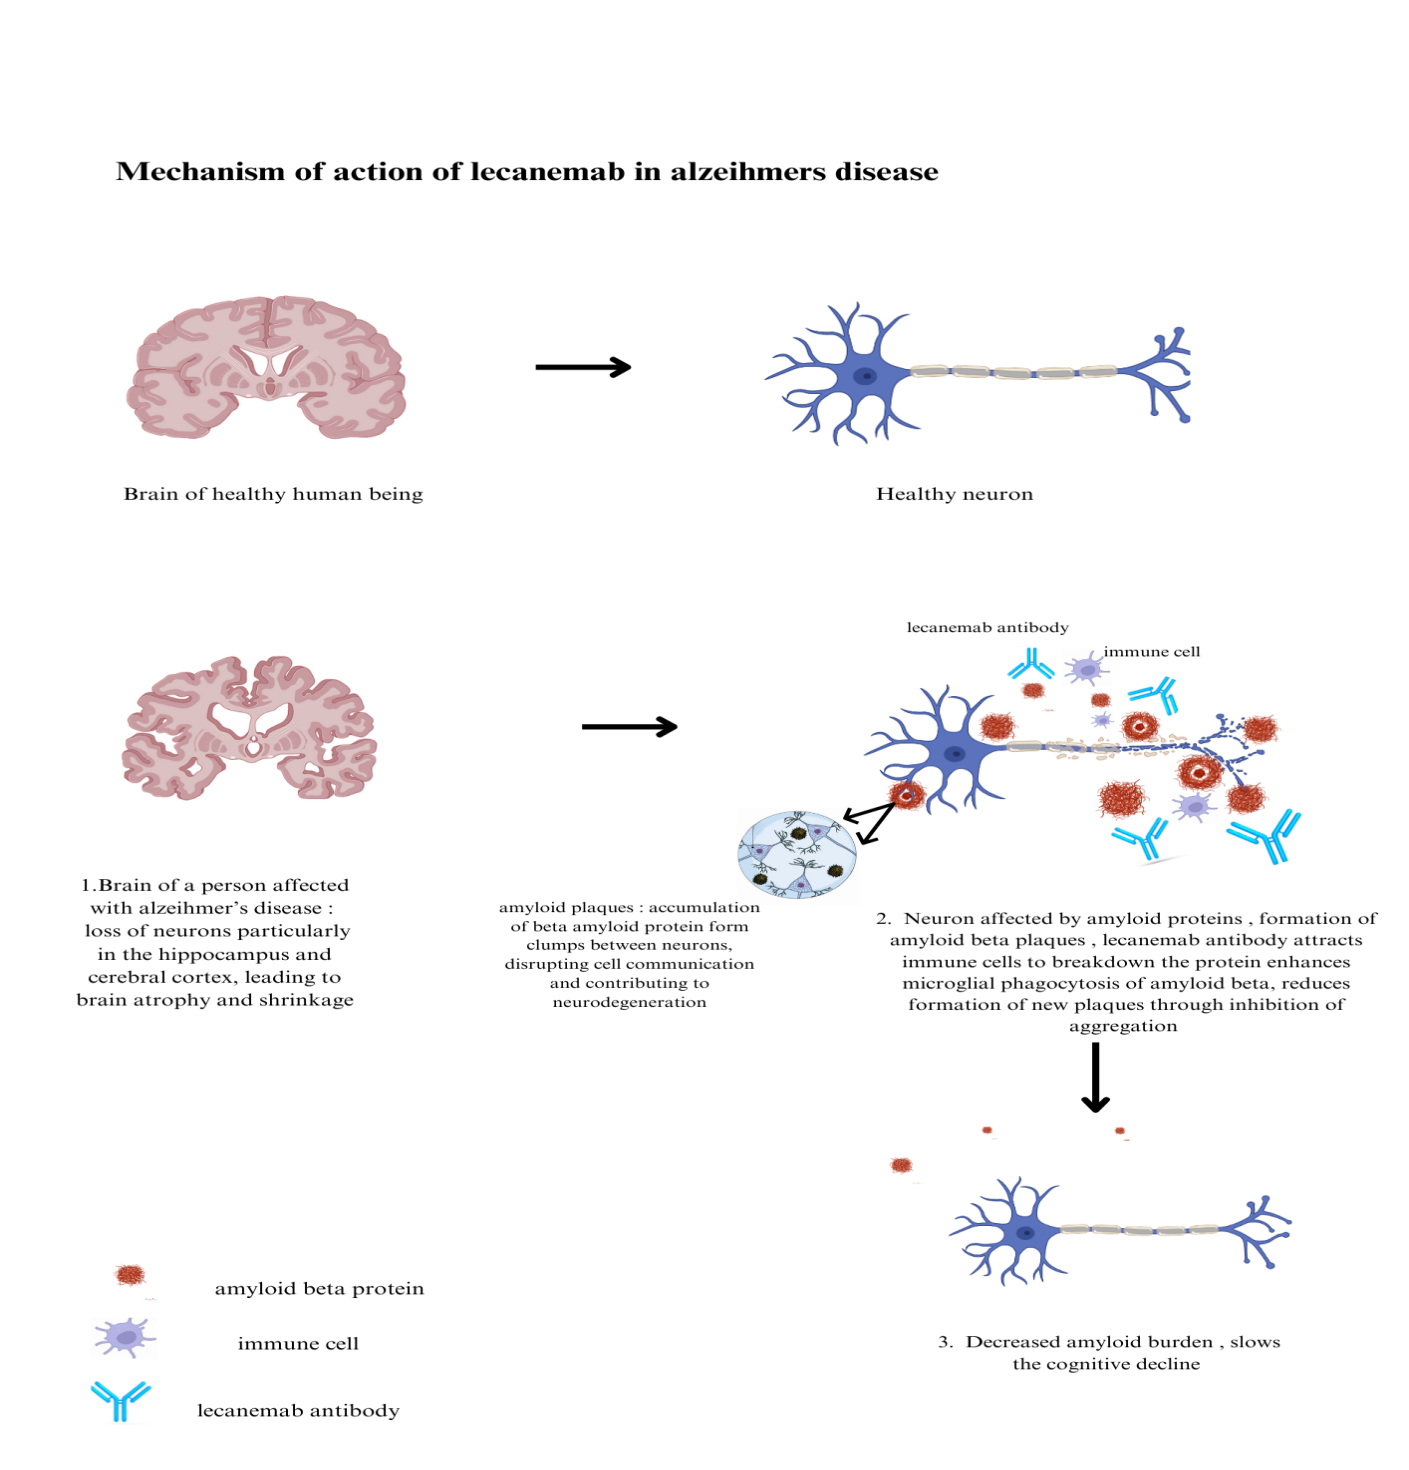 Mechanism of action of lecanemab in alzeihmers disease
Brain of healthy human being
Healthy neuron
lecanemab antibody
immune cell
1.Brain of a person affected
with alzeihmer’s disease :
loss of neurons particularly
in the hippocampus and
cerebral cortex, leading to
brain atrophy and shrinkage
amyloid plaques : accumulation
of beta amyloid protein form
clumps between neurons,
disrupting cell communication
and contributing to
neurodegeneration
2. Neuron affected by amyloid proteins , formation of
amyloid beta plaques , lecanemab antibody attracts
immune cells to breakdown the protein enhances
microglial phagocytosis of amyloid beta, reduces
formation of new plaques through inhibition of
aggregation
amyloid beta protein
immune cell
lecanemab antibody
3. Decreased amyloid burden , slows
the cognitive decline